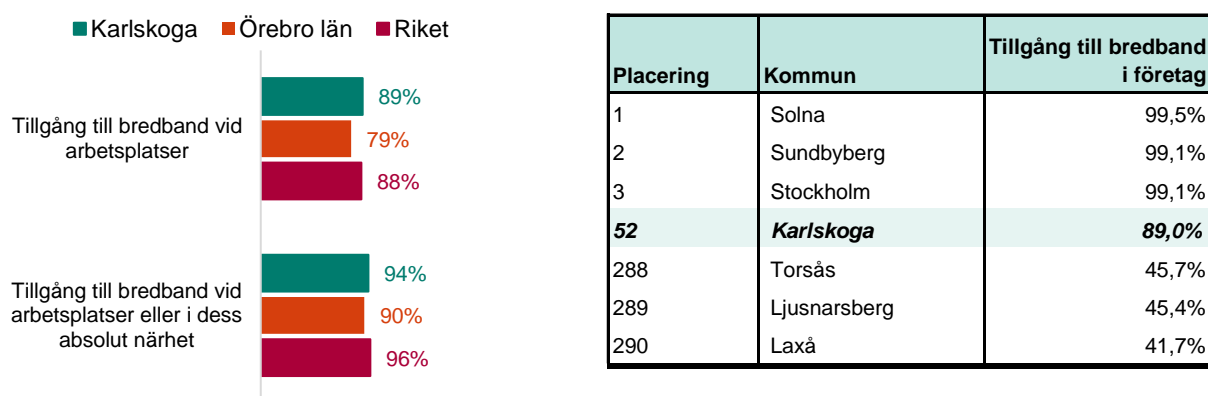 Karlskoga Örebro län Riket
89%
Tillgång till bredband vid
arbetsplatser
79%
88%
94%
Tillgång till bredband vid
arbetsplatser eller i dess
absolut närhet
90%
96%
Placering Kommun Tillgång till bredband
i företag
1 Solna 99,5%
2 Sundbyberg 99,1%
3 Stockholm 99,1%
52 Karlskoga 89,0%
288 Torsås 45,7%
289 Ljusnarsberg 45,4%
290 Laxå 41,7%